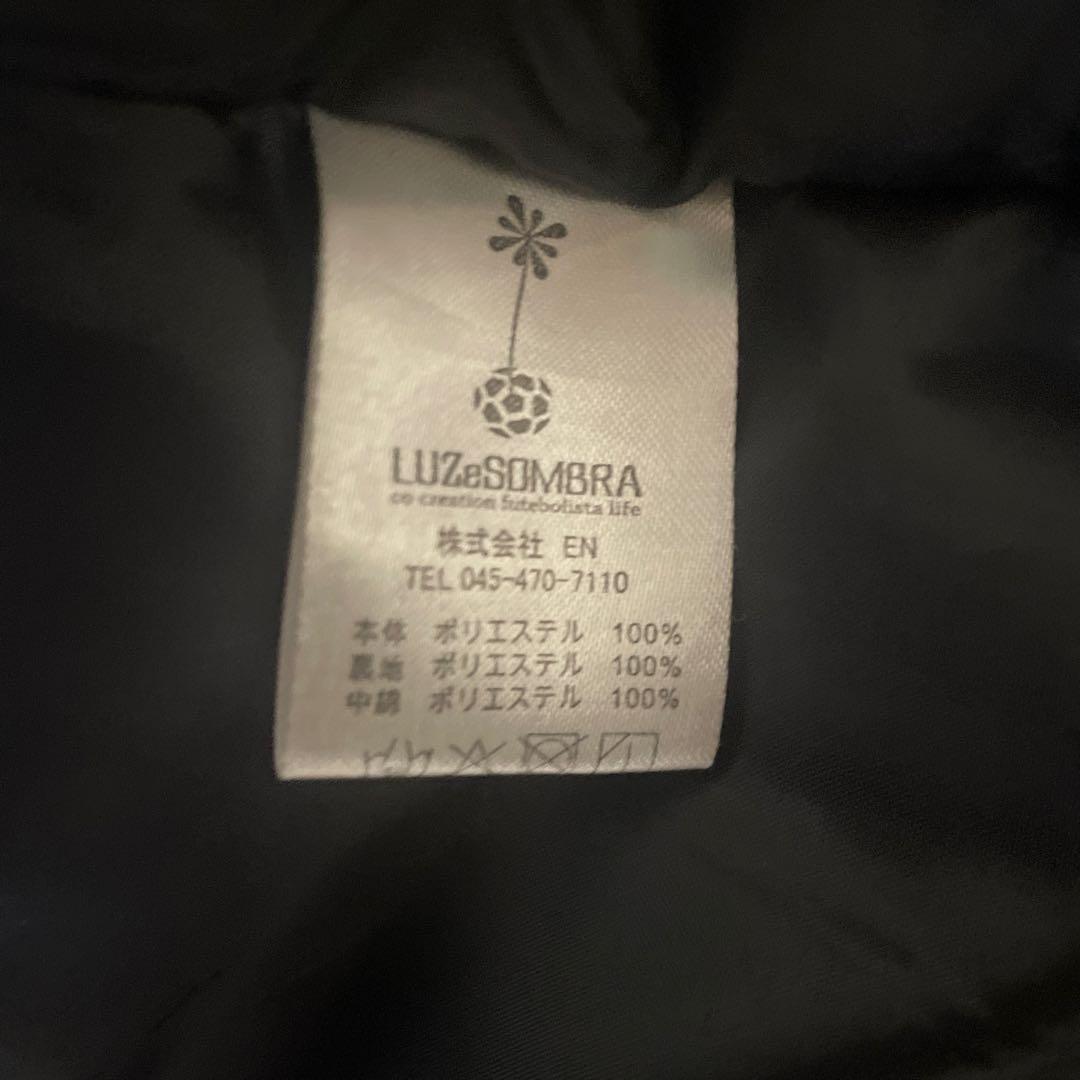 LUZeSOMBRA
co creation futebolista life
株式会社 EN
TEL 045-470-7110
本体 ポリエステル 100%
裏地 ポリエステル 100%
中綿 ポリエステル 100%